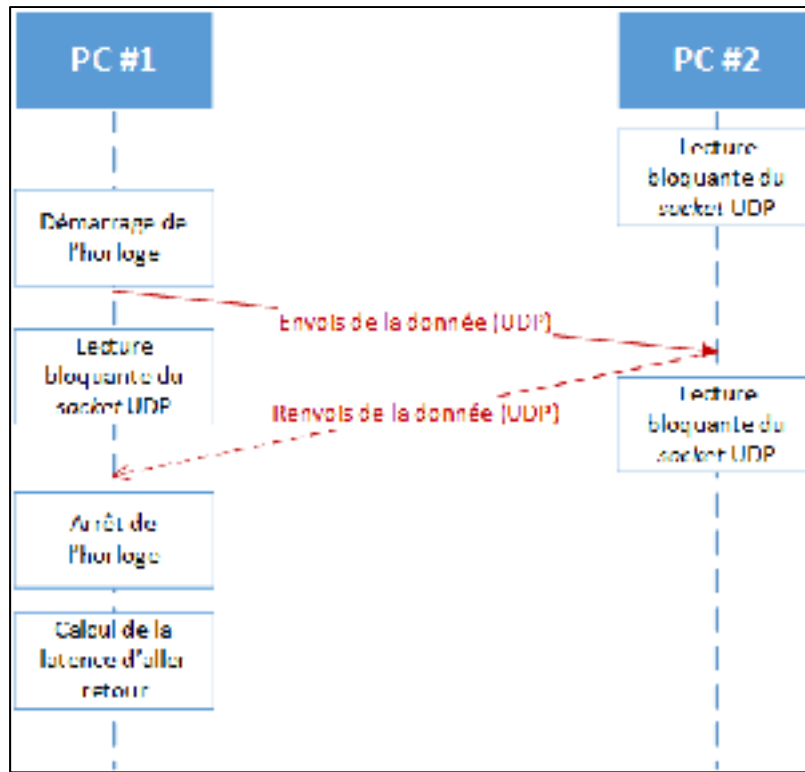 PC #1
PC #2
Lecture
bloquante du
socket UDP
Démarrage de
l'horloge
Envois de la donnée (UDP)
Lecture
bloquante du
socket UDP
Lecture
bloquante du
socket UDP
Renvois de la donnée (UDP)
Arrêt de
l'horloge
Calcul de la
latence d'aller
retour